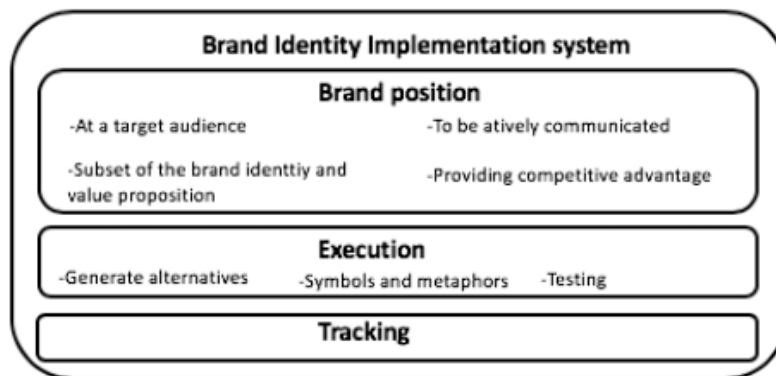 Brand Identity Implementation system
Brand position
-At a target audience
-To be atively communicated
-Subset of the brand identtiy and
value proposition
-Providing competitive advantage
Execution
-Generate alternatives
-Symbols and metaphors
-Testing
Tracking